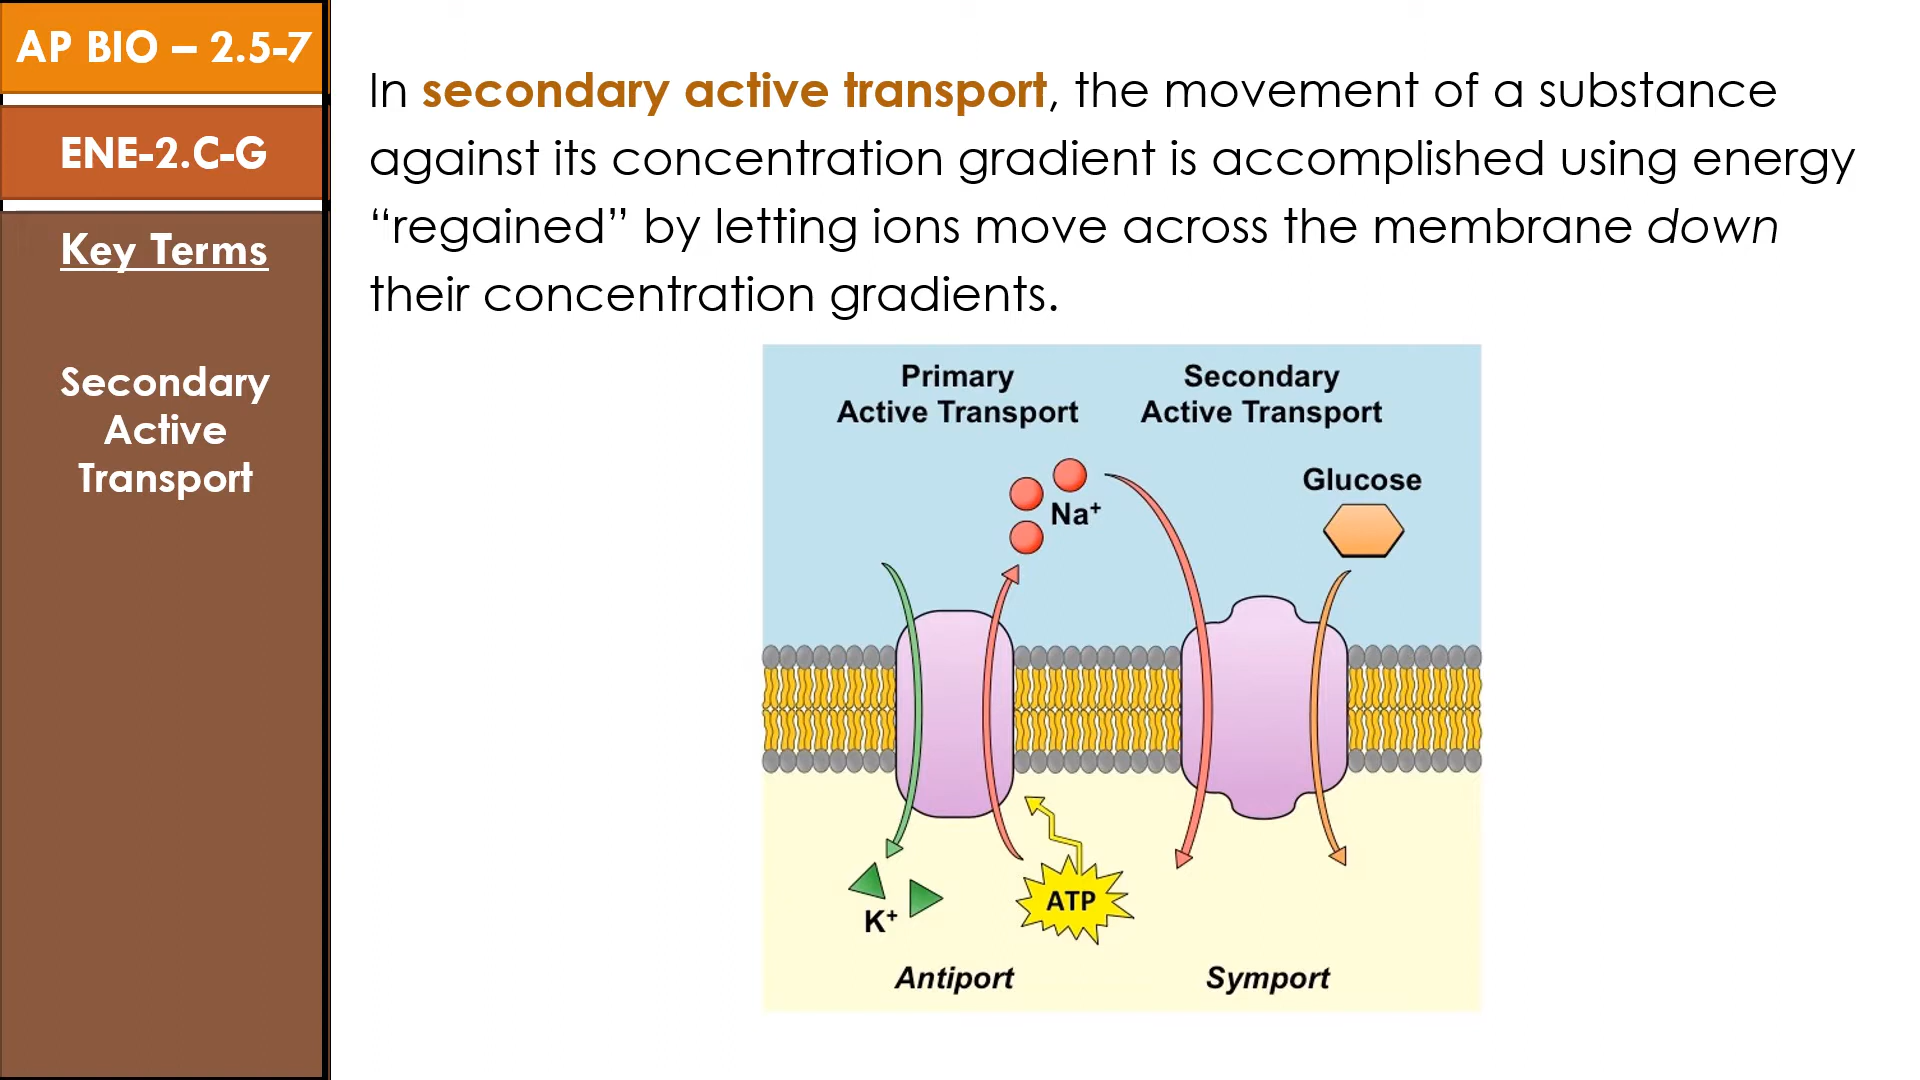 AP BIO – 2.5-7
ENE-2.C-G
Key Terms
Secondary
Active
Transport
In secondary active transport, the movement of a substance
against its concentration gradient is accomplished using energy
“regained” by letting ions move across the membrane down
their concentration gradients.
Primary
Active Transport
Secondary
Active Transport
Na⁺
Glucose
K⁺
ATP
Antiport
Symport